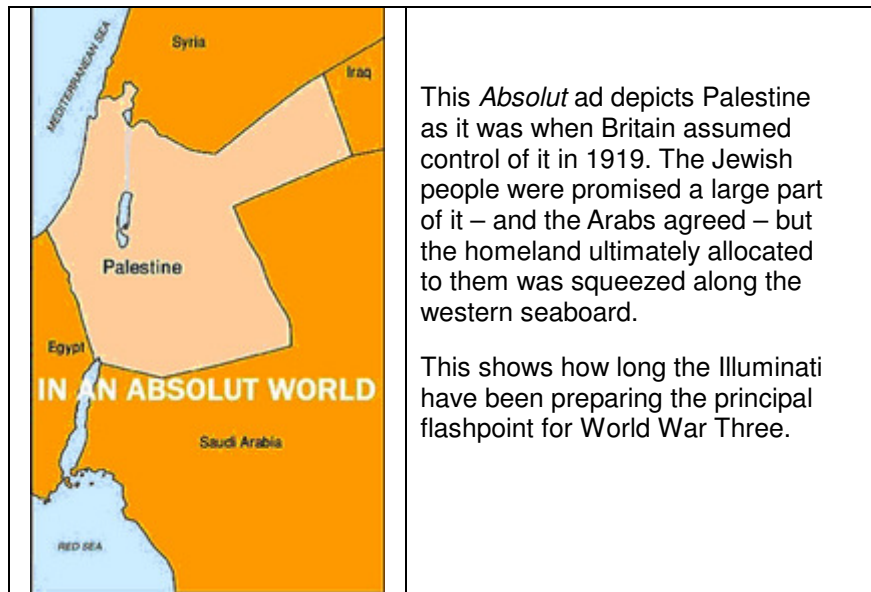 MEDITERRANEAN SEA
Syria
Iraq
Palestine
Egypt
IN AN ABSOLUT WORLD
Saudi Arabia
RED SEA
This Absolut ad depicts Palestine
as it was when Britain assumed
control of it in 1919. The Jewish
people were promised a large part
of it – and the Arabs agreed – but
the homeland ultimately allocated
to them was squeezed along the
western seaboard.
This shows how long the Illuminati
have been preparing the principal
flashpoint for World War Three.